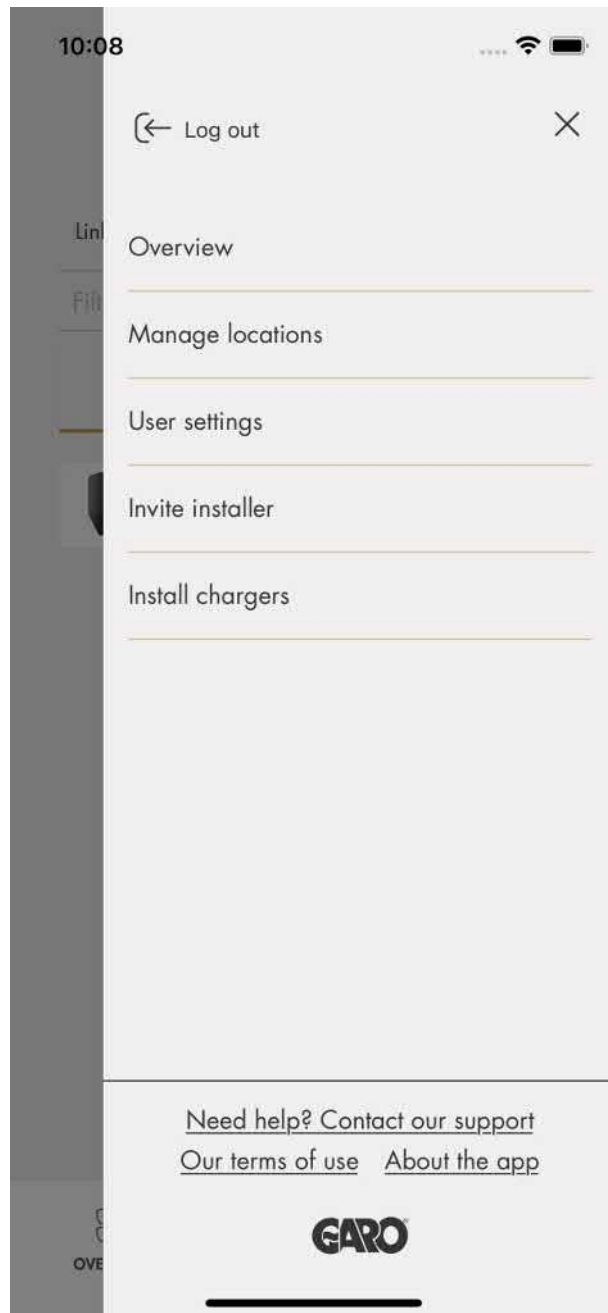 10:08
Log out
Overview
Manage locations
User settings
Invite installer
Install chargers
Need help? Contact our support
Our terms of use About the app
GARO